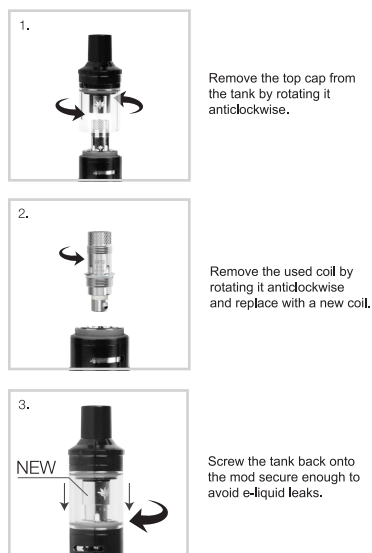 1.
Remove the top cap from
the tank by rotating it
anticlockwise.
2.
Remove the used coil by
rotating it anticlockwise
and replace with a new coil.
3.
NEW
Screw the tank back onto
the mod secure enough to
avoid e-liquid leaks.